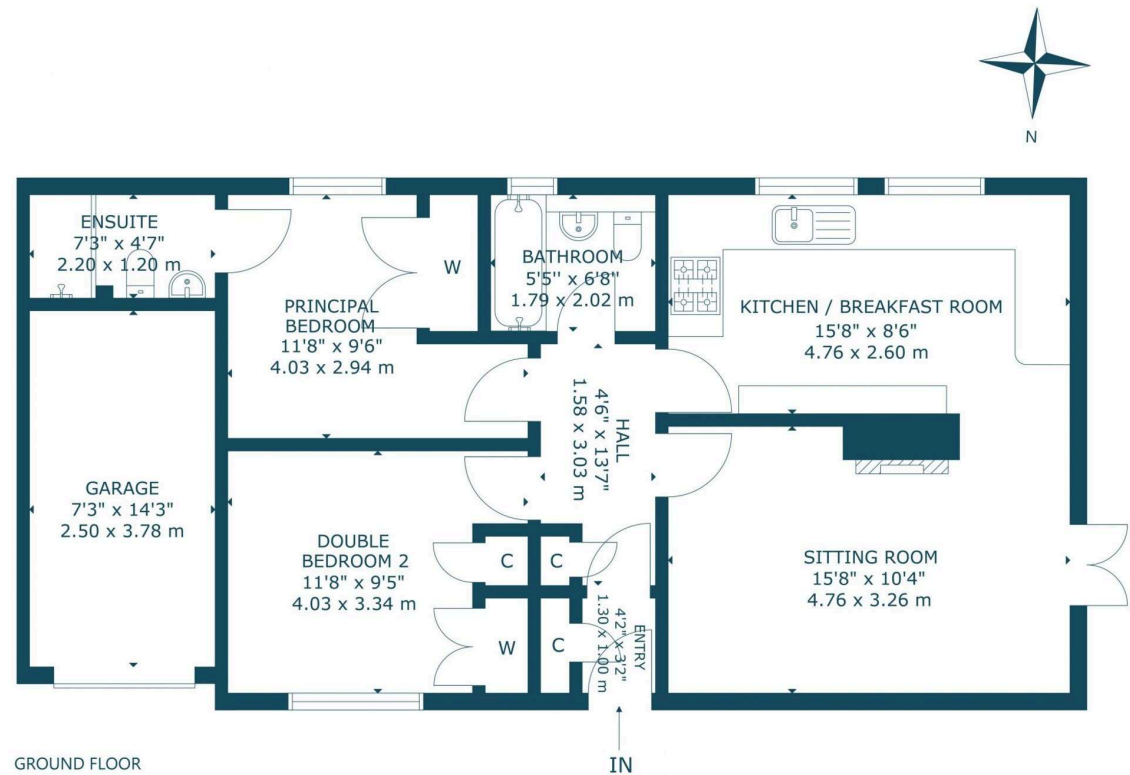 N
ENSUITE
7'3" x 4'7"
2.20 x 1.20 m
PRINCIPAL
BEDROOM
11'8" x 9'6"
4.03 x 2.94 m
W
BATHROOM
5'5" x 6'8"
1.79 x 2.02 m
KITCHEN / BREAKFAST ROOM
15'8" x 8'6"
4.76 x 2.60 m
HALL
4'6" x 13'7"
1.58 x 3.03 m
GARAGE
7'3" x 14'3"
2.50 x 3.78 m
DOUBLE
BEDROOM 2
11'8" x 9'5"
4.03 x 3.34 m
C
C
W
C
ENTRY
4'2" x 3'2"
1.30 x 1.00 m
SITTING ROOM
15'8" x 10'4"
4.76 x 3.26 m
GROUND FLOOR
IN